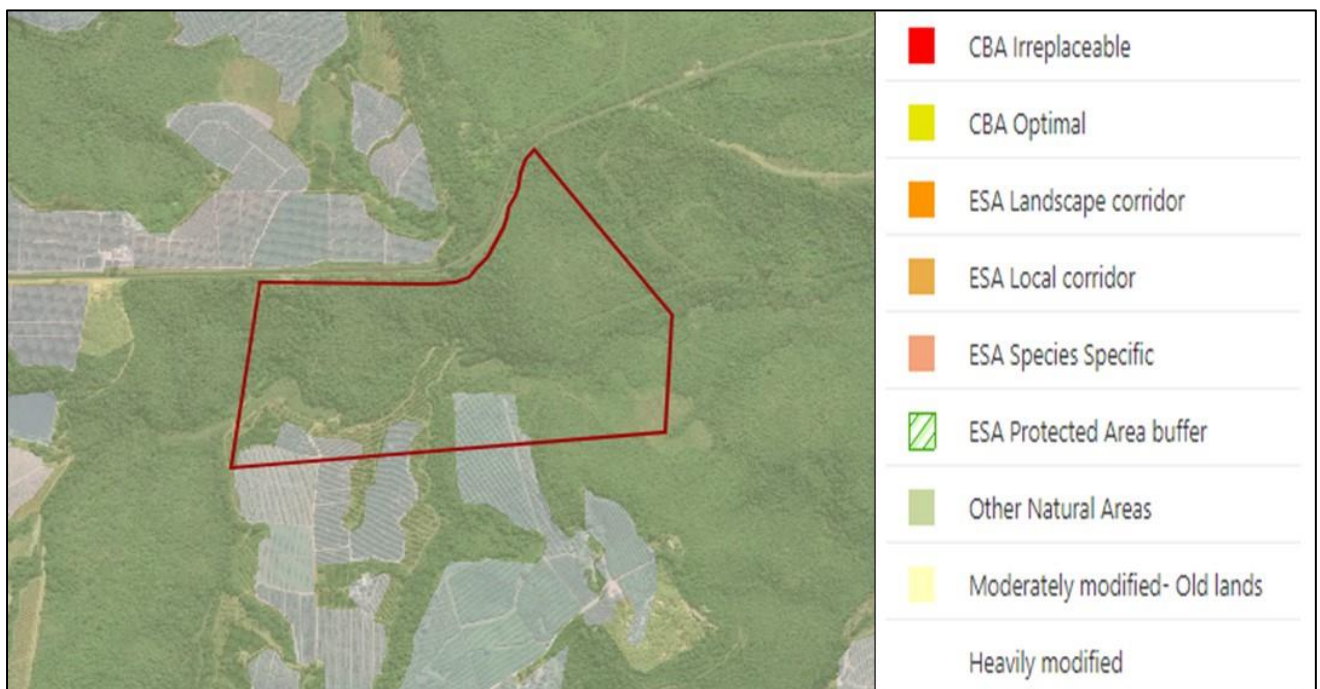 CBA Irreplaceable
CBA Optimal
ESA Landscape corridor
ESA Local corridor
ESA Species Specific
ESA Protected Area buffer
Other Natural Areas
Moderately modified- Old lands
Heavily modified